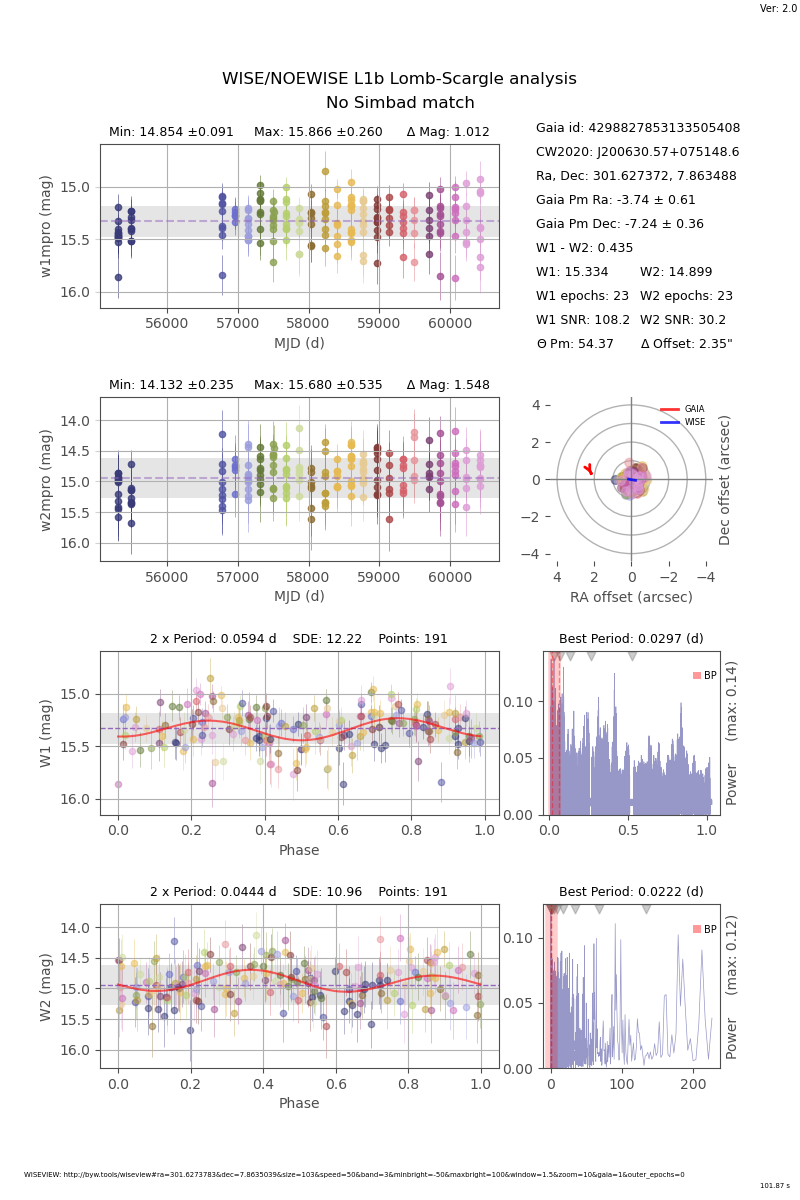 Ver: 2.0
WISE/NOEWISE L1b Lomb-Scargle analysis
No Simbad match
Min: 14.854 ±0.091 Max: 15.866 ±0.260 Δ Mag: 1.012
15.0
15.5
16.0
w1mpro (mag)
56000 57000 58000 59000 60000
MJD (d)
Gaia id: 4298827853133505408
CW2020: J200630.57+075148.6
Ra, Dec: 301.627372, 7.863488
Gaia Pm Ra: -3.74 ± 0.61
Gaia Pm Dec: -7.24 ± 0.36
W1 - W2: 0.435
W1: 15.334 W2: 14.899
W1 epochs: 23 W2 epochs: 23
W1 SNR: 108.2 W2 SNR: 30.2
Θ Pm: 54.37 Δ Offset: 2.35"
Min: 14.132 ±0.235 Max: 15.680 ±0.535 Δ Mag: 1.548
14.0
14.5
15.0
15.5
16.0
w2mpro (mag)
56000 57000 58000 59000 60000
MJD (d)
GAIA
WISE
4
2
0
−2
−4
Dec offset (arcsec)
4 2 0 −2 −4
RA offset (arcsec)
2 x Period: 0.0594 d SDE: 12.22 Points: 191
15.0
15.5
16.0
W1 (mag)
0.0 0.2 0.4 0.6 0.8 1.0
Phase
Best Period: 0.0297 (d)
BP
0.10
0.05
0.00
Power (max: 0.14)
0.0 0.5 1.0
2 x Period: 0.0444 d SDE: 10.96 Points: 191
14.0
14.5
15.0
15.5
16.0
W2 (mag)
0.0 0.2 0.4 0.6 0.8 1.0
Phase
Best Period: 0.0222 (d)
BP
0.10
0.05
0.00
Power (max: 0.12)
0 100 200
WISEVIEW: http://byw.tools/wiseview#ra=301.6273783&dec=7.8635039&size=103&speed=50&band=3&minbright=-50&maxbright=100&window=1.5&zoom=10&gaia=1&outer_epochs=0
101.87 s